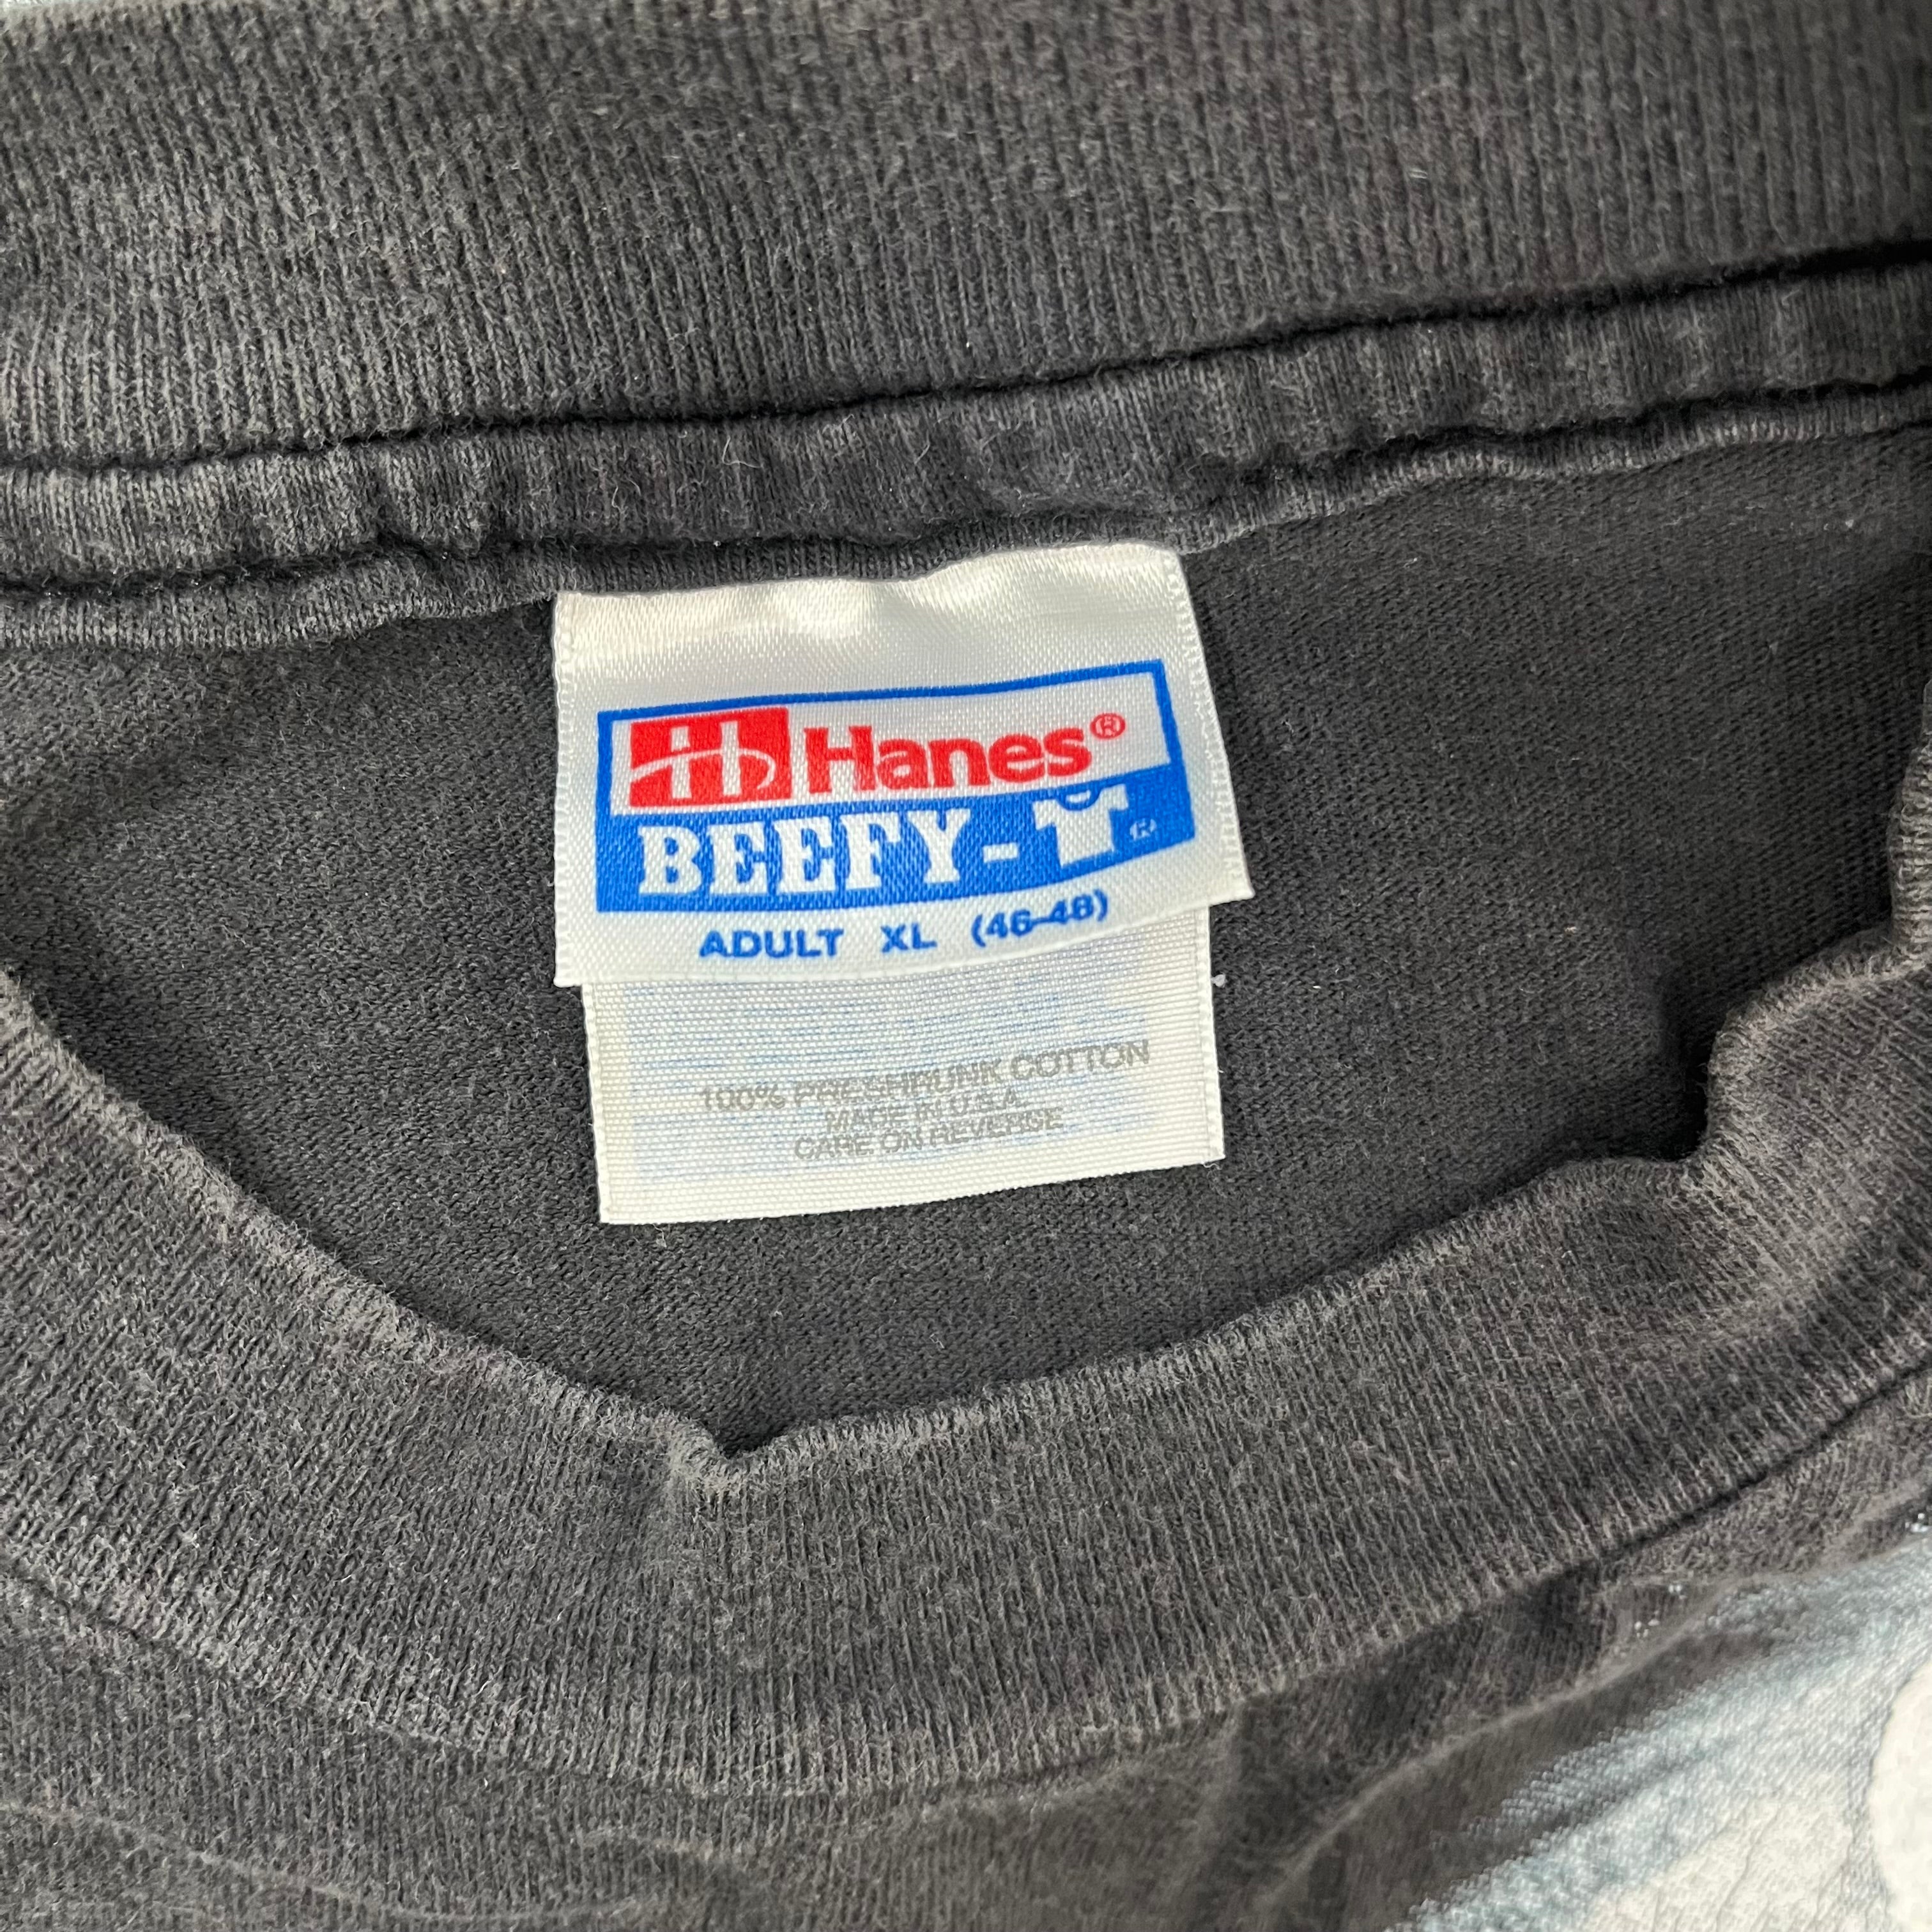 Hanes®
BEEFY-T®
ADULT XL (46-48)
100% PRESHRUNK COTTON
MADE IN U.S.A.
CARE ON REVERSE